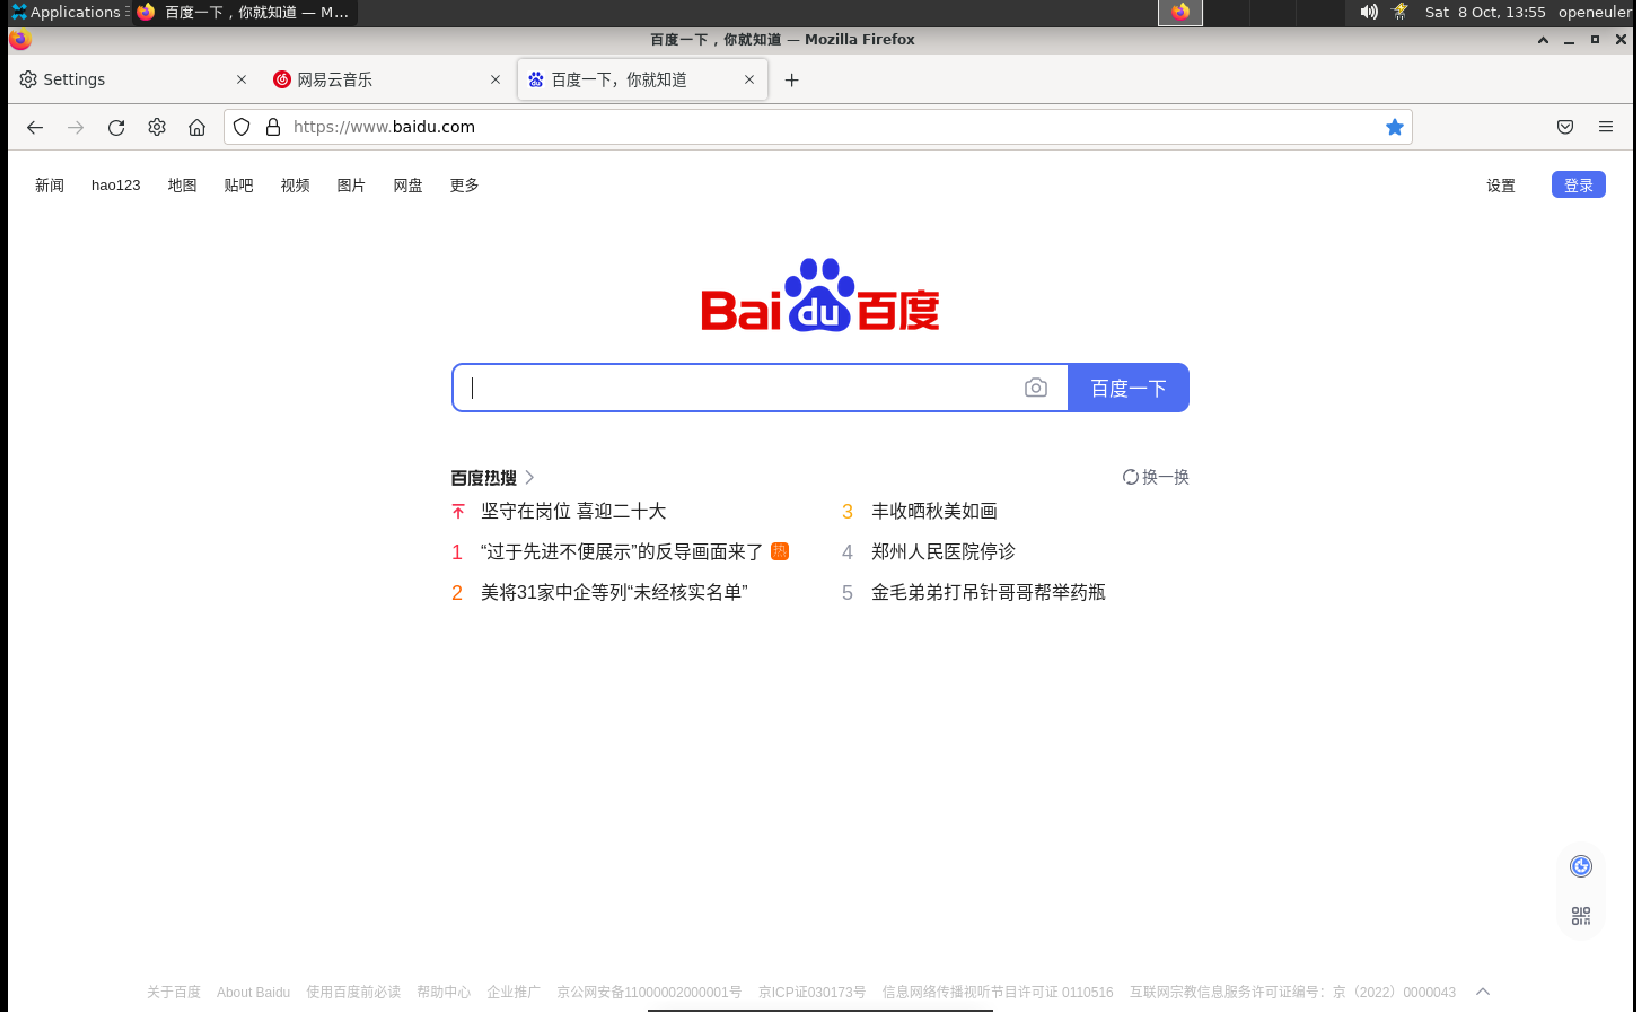 Applications 百度一下，你就知道 — M... Sat 8 Oct, 13:55 openeuler
百度一下，你就知道 — Mozilla Firefox
Settings 网易云音乐 百度一下，你就知道
https://www.baidu.com
新闻 hao123 地图 贴吧 视频 图片 网盘 更多 设置 登录
Bai du 百度
百度一下
百度热搜 换一换
坚守在岗位 喜迎二十大 3 丰收晒秋美如画
1 “过于先进不便展示”的反导画面来了 热 4 郑州人民医院停诊
2 美将31家中企等列“未经核实名单” 5 金毛弟弟打吊针哥哥帮举药瓶
关于百度 About Baidu 使用百度前必读 帮助中心 企业推广 京公网安备11000002000001号 京ICP证030173号 信息网络传播视听节目许可证 0110516 互联网宗教信息服务许可证编号：京（2022）0000043